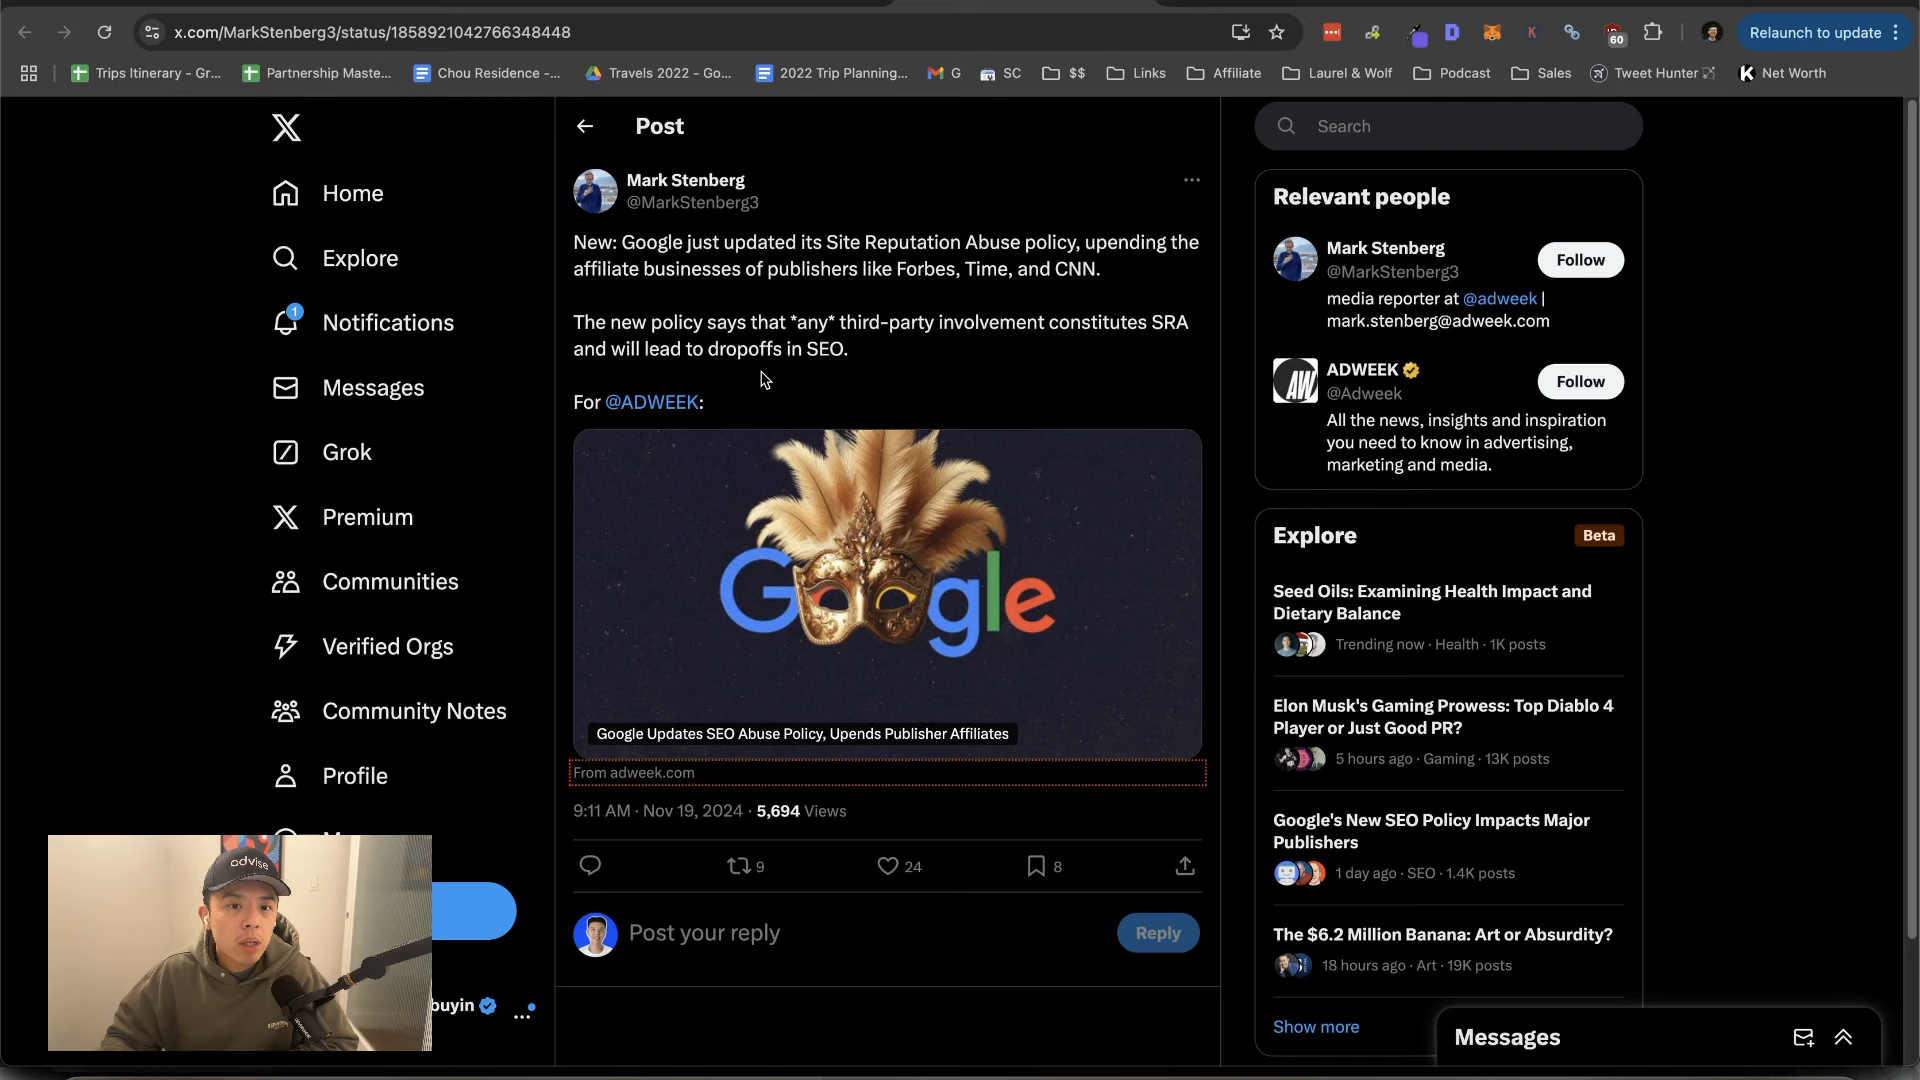 x.com/MarkStenberg3/status/1858921042766348448
60
Relaunch to update
Trips Itinerary - Gr...
Partnership Maste...
Chou Residence -...
Travels 2022 - Go...
2022 Trip Planning...
G
SC
$$
Links
Affiliate
Laurel & Wolf
Podcast
Sales
Tweet Hunter
Net Worth
Home
Explore
1
Notifications
Messages
Grok
Premium
Communities
Verified Orgs
Community Notes
Profile
buyin
...
Post
Mark Stenberg
@MarkStenberg3
New: Google just updated its Site Reputation Abuse policy, upending the
affiliate businesses of publishers like Forbes, Time, and CNN.
The new policy says that *any* third-party involvement constitutes SRA
and will lead to dropoffs in SEO.
For @ADWEEK:
Google
Google Updates SEO Abuse Policy, Upends Publisher Affiliates
From adweek.com
9:11 AM · Nov 19, 2024 · 5,694 Views
9
24
8
Post your reply
Reply
Search
Relevant people
Mark Stenberg
@MarkStenberg3
Follow
media reporter at @adweek |
mark.stenberg@adweek.com
AW
ADWEEK
@Adweek
Follow
All the news, insights and inspiration
you need to know in advertising,
marketing and media.
Explore
Beta
Seed Oils: Examining Health Impact and
Dietary Balance
Trending now · Health · 1K posts
Elon Musk's Gaming Prowess: Top Diablo 4
Player or Just Good PR?
5 hours ago · Gaming · 13K posts
Google's New SEO Policy Impacts Major
Publishers
1 day ago · SEO · 1.4K posts
The $6.2 Million Banana: Art or Absurdity?
18 hours ago · Art · 19K posts
Show more
Messages
advise